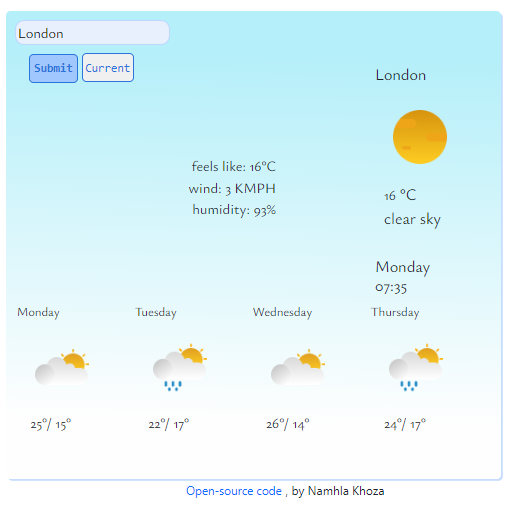 London
Submit Current
London
feels like: 16°C
wind: 3 KMPH
humidity: 93%
16 °C
clear sky
Monday
07:35
Monday Tuesday Wednesday Thursday
25°/ 15° 22°/ 17° 26°/ 14° 24°/ 17°
Open-source code , by Namhla Khoza